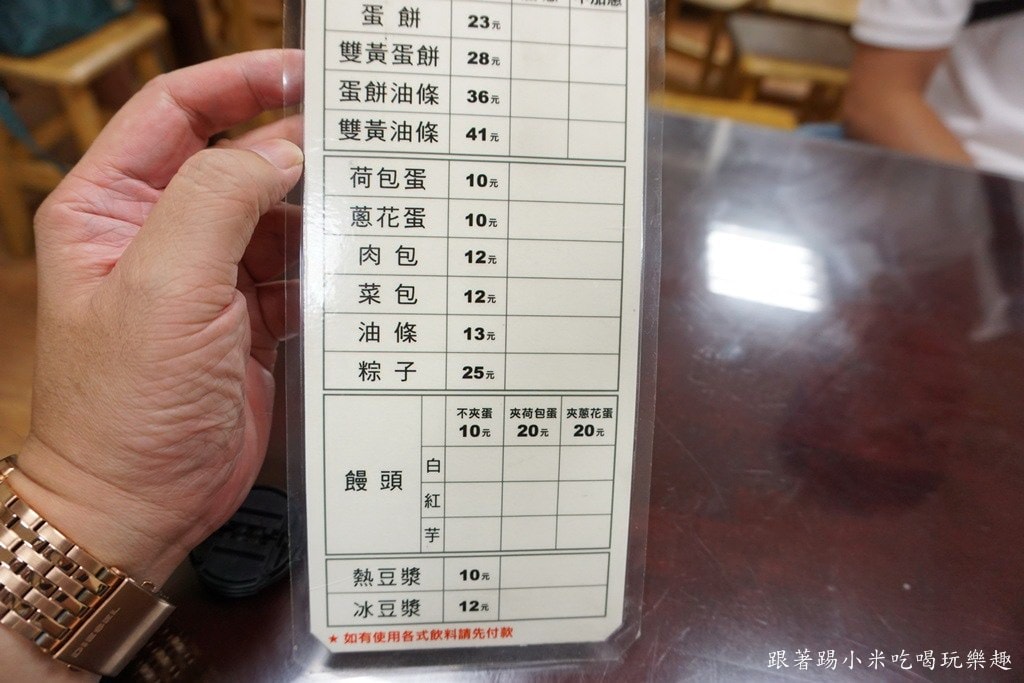 蛋餅 23元
雙黃蛋餅 28元
蛋餅油條 36元
雙黃油條 41元
荷包蛋 10元
蔥花蛋 10元
肉包 12元
菜包 12元
油條 13元
粽子 25元
不夾蛋 夾荷包蛋 夾蔥花蛋
10元 20元 20元
饅頭
白
紅
芋
熱豆漿 10元
冰豆漿 12元
★ 如有使用各式飲料請先付款
DIESEL
跟著踢小米吃喝玩樂趣